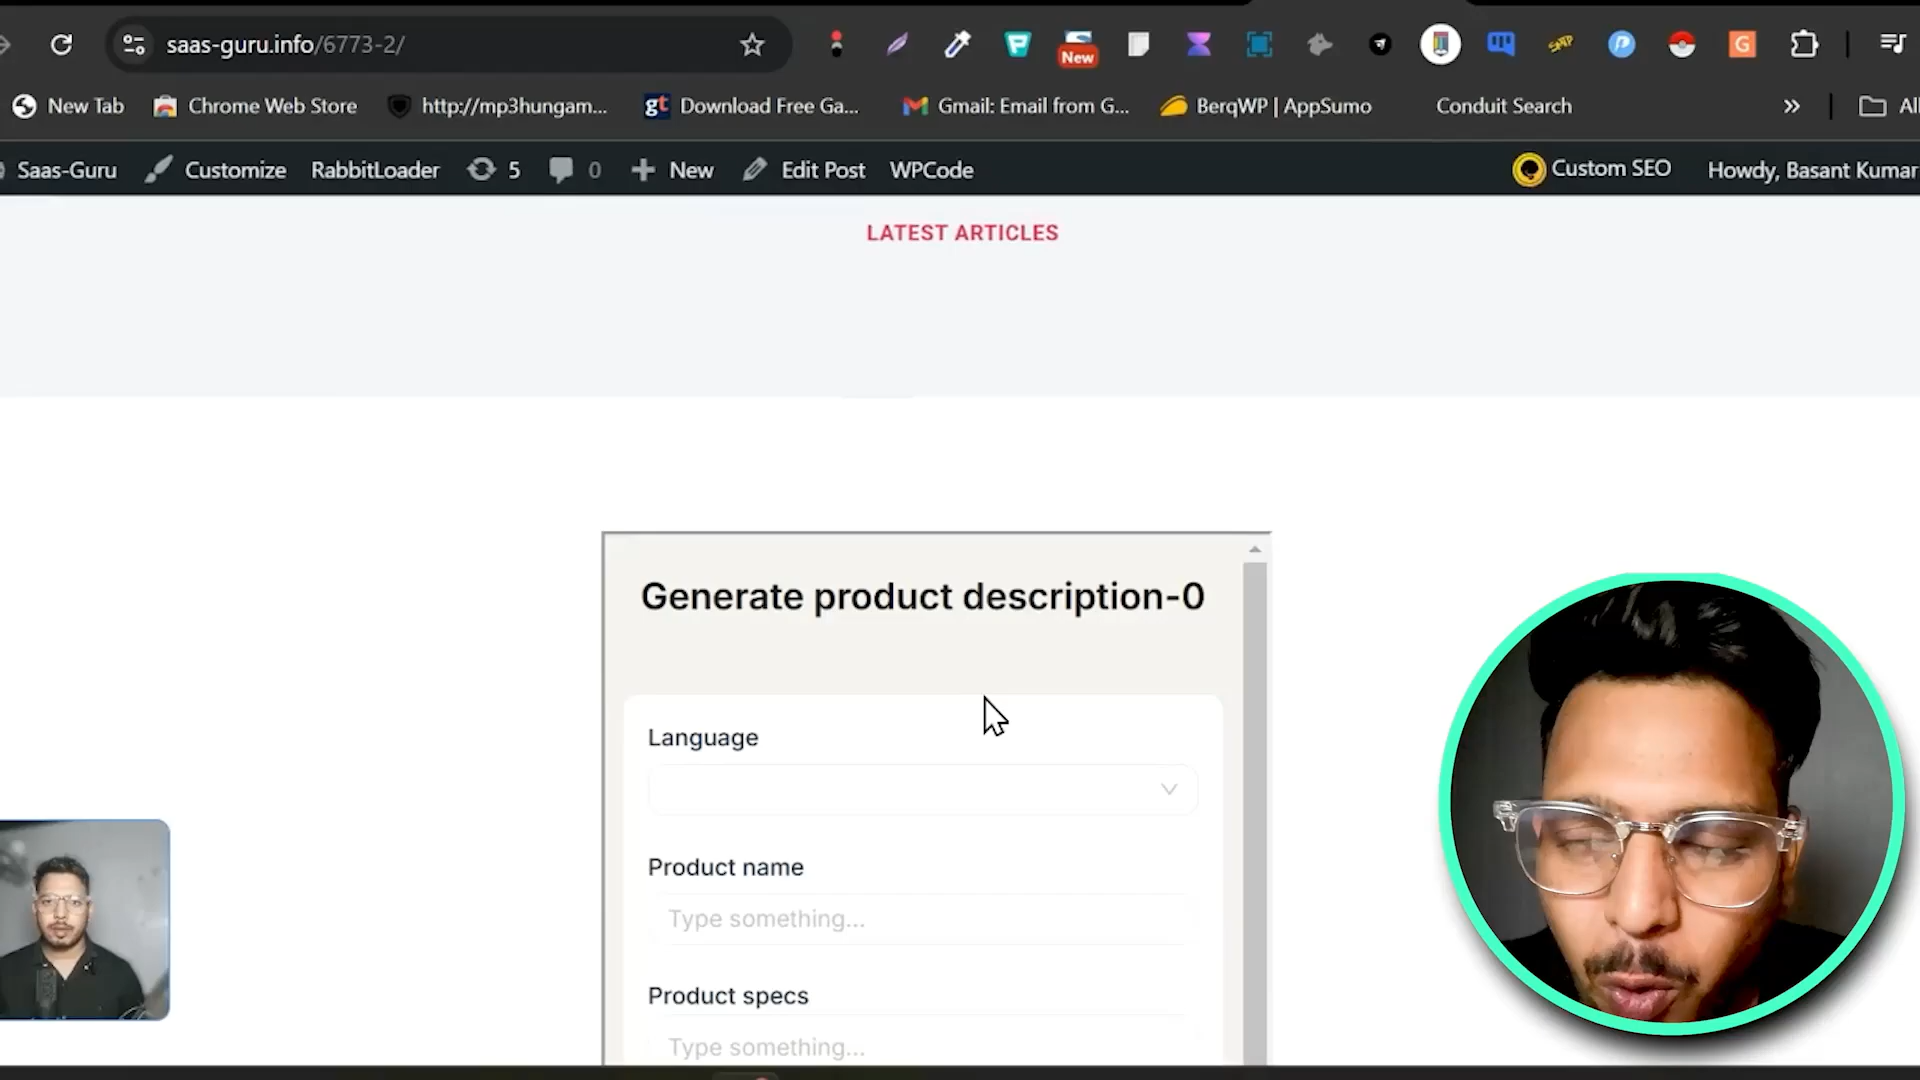 saas-guru.info/6773-2/
New
New Tab
Chrome Web Store
http://mp3hungam...
gt
Download Free Ga...
Gmail: Email from G...
BerqWP | AppSumo
Conduit Search
»
Saas-Guru
Customize
RabbitLoader
5
0
New
Edit Post
WPCode
Custom SEO
Howdy, Basant Kumar
LATEST ARTICLES
Generate product description-0
Language
Product name
Type something...
Product specs
Type something...